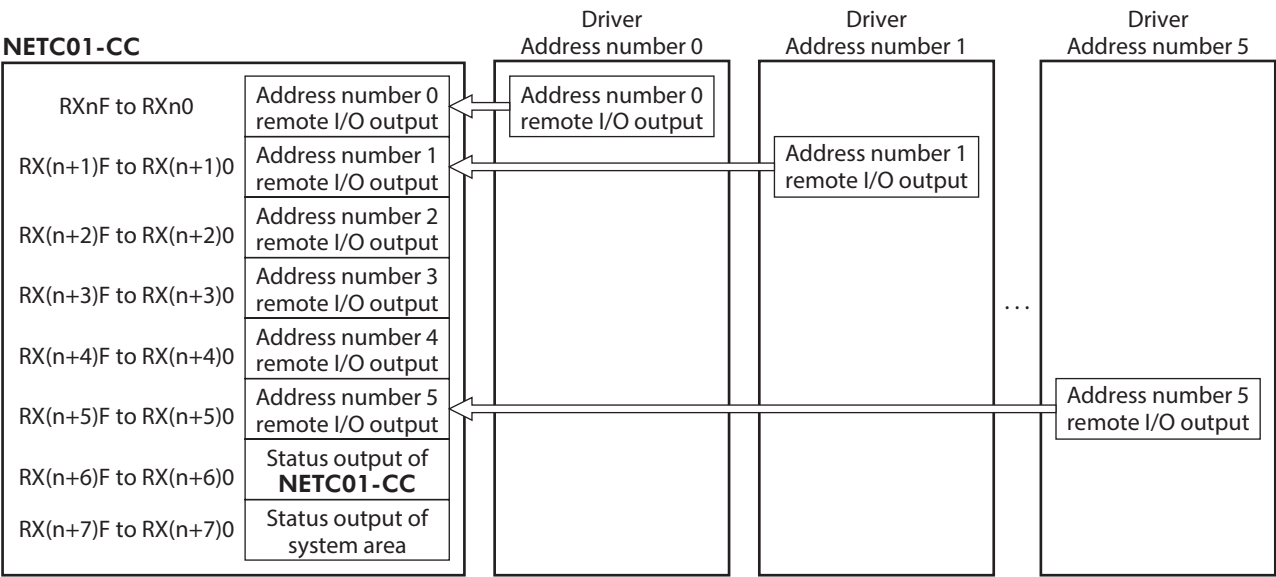 Driver
Address number 0
Driver
Address number 1
Driver
Address number 5
NETC01-CC
RXnF to RXn0
Address number 0
remote I/O output
Address number 0
remote I/O output
RX(n+1)F to RX(n+1)0
Address number 1
remote I/O output
Address number 1
remote I/O output
RX(n+2)F to RX(n+2)0
Address number 2
remote I/O output
RX(n+3)F to RX(n+3)0
Address number 3
remote I/O output
...
RX(n+4)F to RX(n+4)0
Address number 4
remote I/O output
RX(n+5)F to RX(n+5)0
Address number 5
remote I/O output
Address number 5
remote I/O output
RX(n+6)F to RX(n+6)0
Status output of
NETC01-CC
RX(n+7)F to RX(n+7)0
Status output of
system area